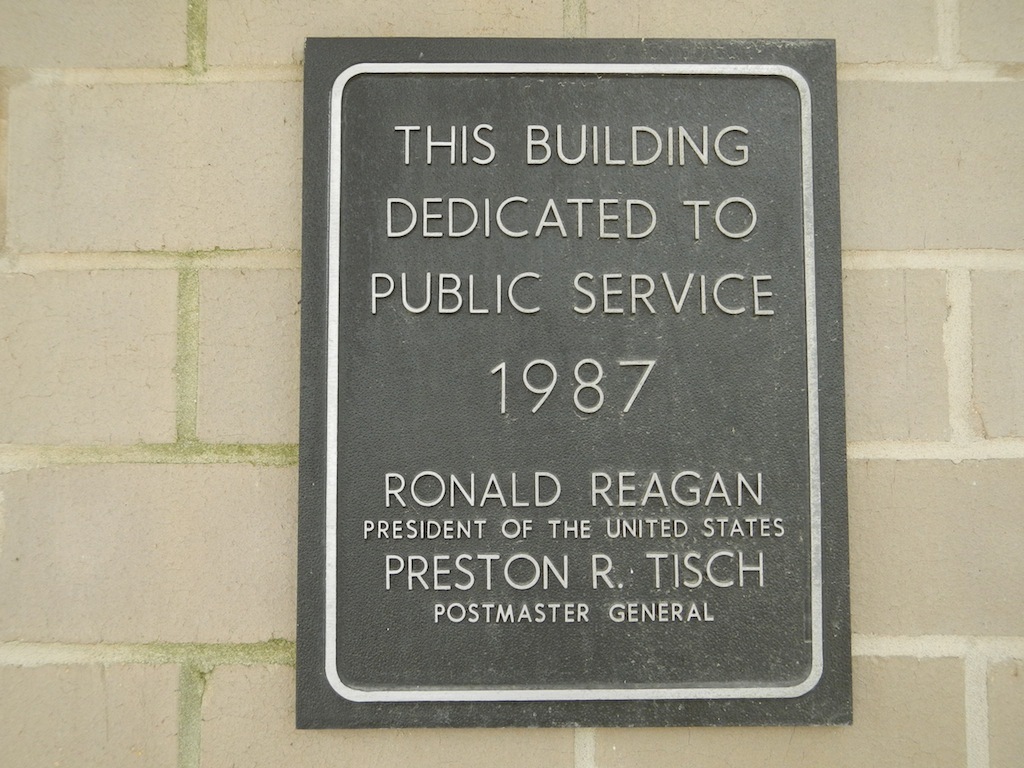 THIS BUILDING
DEDICATED TO
PUBLIC SERVICE
1987
RONALD REAGAN
PRESIDENT OF THE UNITED STATES
PRESTON R. TISCH
POSTMASTER GENERAL